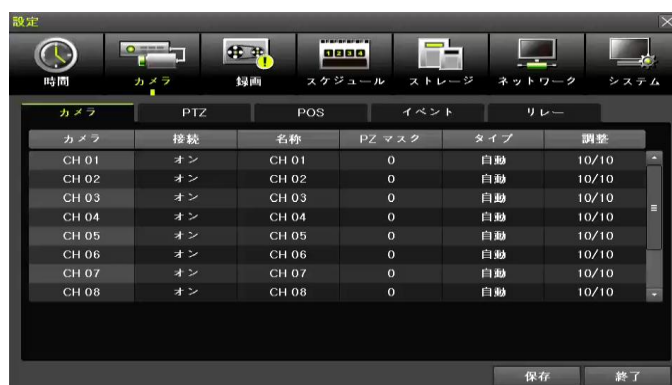 設定
時間 カメラ 録画 スケジュール ストレージ ネットワーク システム
カメラ PTZ POS イベント リレー
カメラ 接続 名称 PZ マスク タイプ 調整
CH 01 オン CH 01 0 自動 10/10
CH 02 オン CH 02 0 自動 10/10
CH 03 オン CH 03 0 自動 10/10
CH 04 オン CH 04 0 自動 10/10
CH 05 オン CH 05 0 自動 10/10
CH 06 オン CH 06 0 自動 10/10
CH 07 オン CH 07 0 自動 10/10
CH 08 オン CH 08 0 自動 10/10
保存 終了